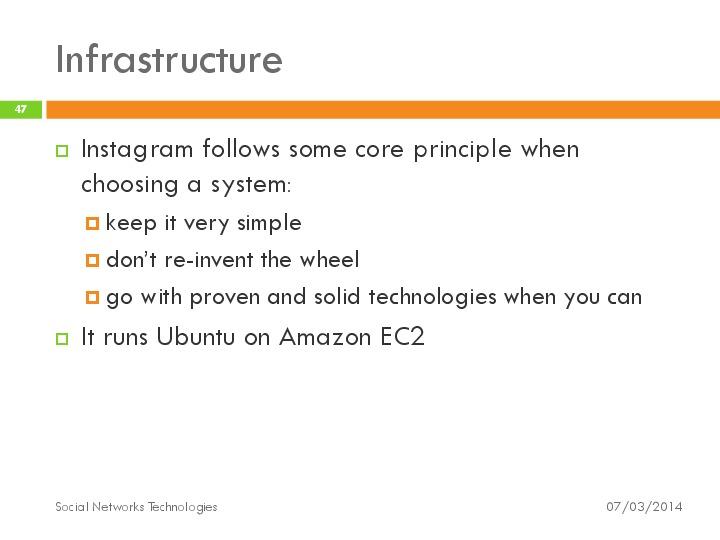 Infrastructure
47
Instagram follows some core principle when
choosing a system:
keep it very simple
don't re-invent the wheel
go with proven and solid technologies when you can
It runs Ubuntu on Amazon EC2
Social Networks Technologies
07/03/2014